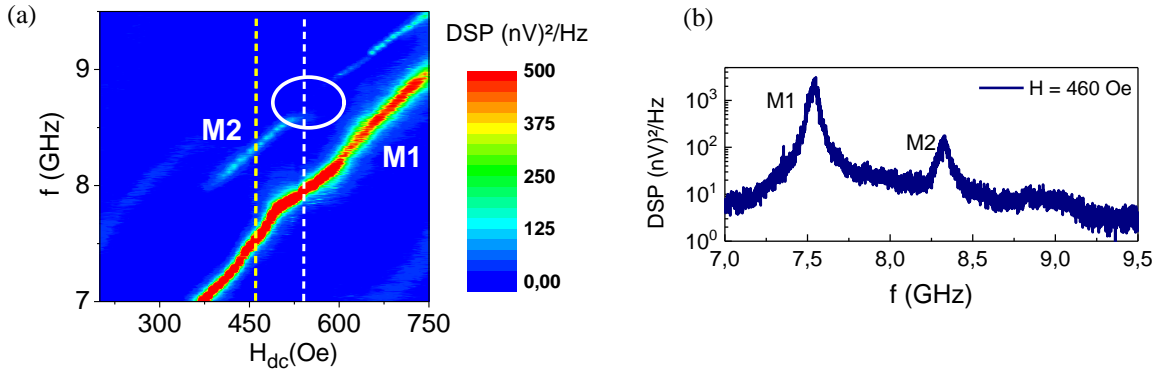 (a)
DSP (nV)²/Hz
9
8
7
f (GHz)
M2
M1
300
450
600
750
H_dc(Oe)
500
375
250
125
0,00
(b)
DSP (nV)²/Hz
10³
10²
10¹
10⁰
M1
M2
H = 460 Oe
7,0
7,5
8,0
8,5
9,0
9,5
f (GHz)